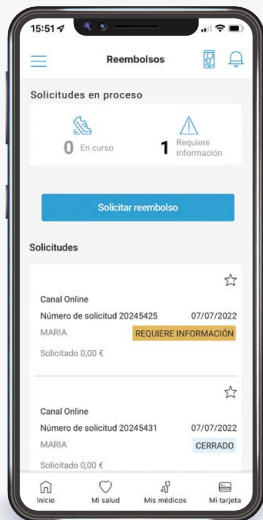 15:51
Reembolsos
Solicitudes en proceso
0 En curso
1 Requiere información
Solicitar reembolso
Solicitudes
Canal Online
Número de solicitud 20245425 07/07/2022
MARIA REQUIERE INFORMACIÓN
Solicitado 0,00 €
Canal Online
Número de solicitud 20245431 07/07/2022
MARIA CERRADO
Solicitado 0,00 €
Inicio Mi salud Mis médicos Mi tarjeta